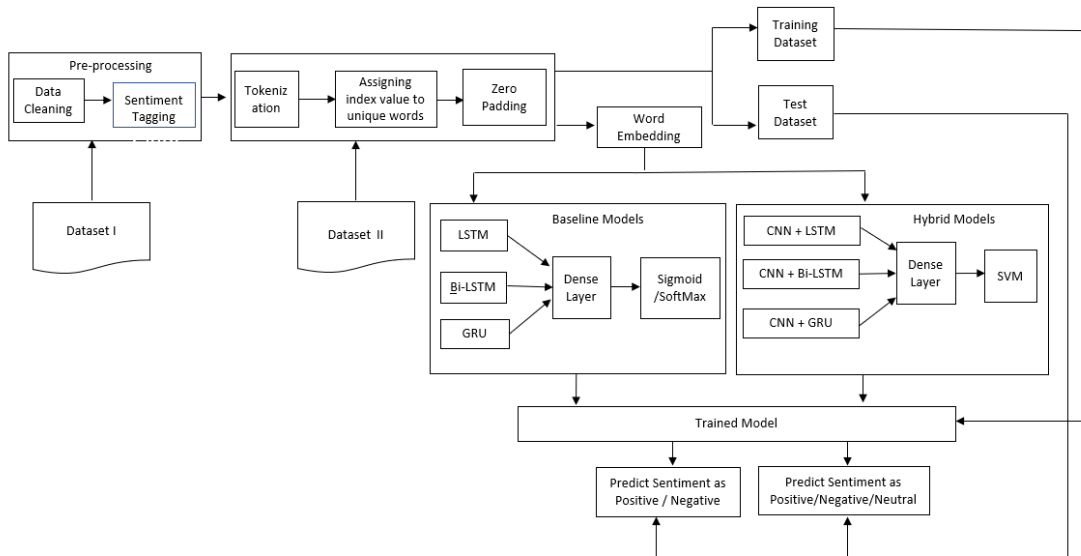 Pre-processing
Data
Cleaning
Sentiment
Tagging
Tokeniz
ation
Assigning
index value to
unique words
Zero
Padding
Training
Dataset
Test
Dataset
Word
Embedding
Dataset I
Dataset II
Baseline Models
LSTM
Bi-LSTM
GRU
Dense
Layer
Sigmoid
/SoftMax
Hybrid Models
CNN + LSTM
CNN + Bi-LSTM
CNN + GRU
Dense
Layer
SVM
Trained Model
Predict Sentiment as
Positive / Negative
Predict Sentiment as
Positive/Negative/Neutral